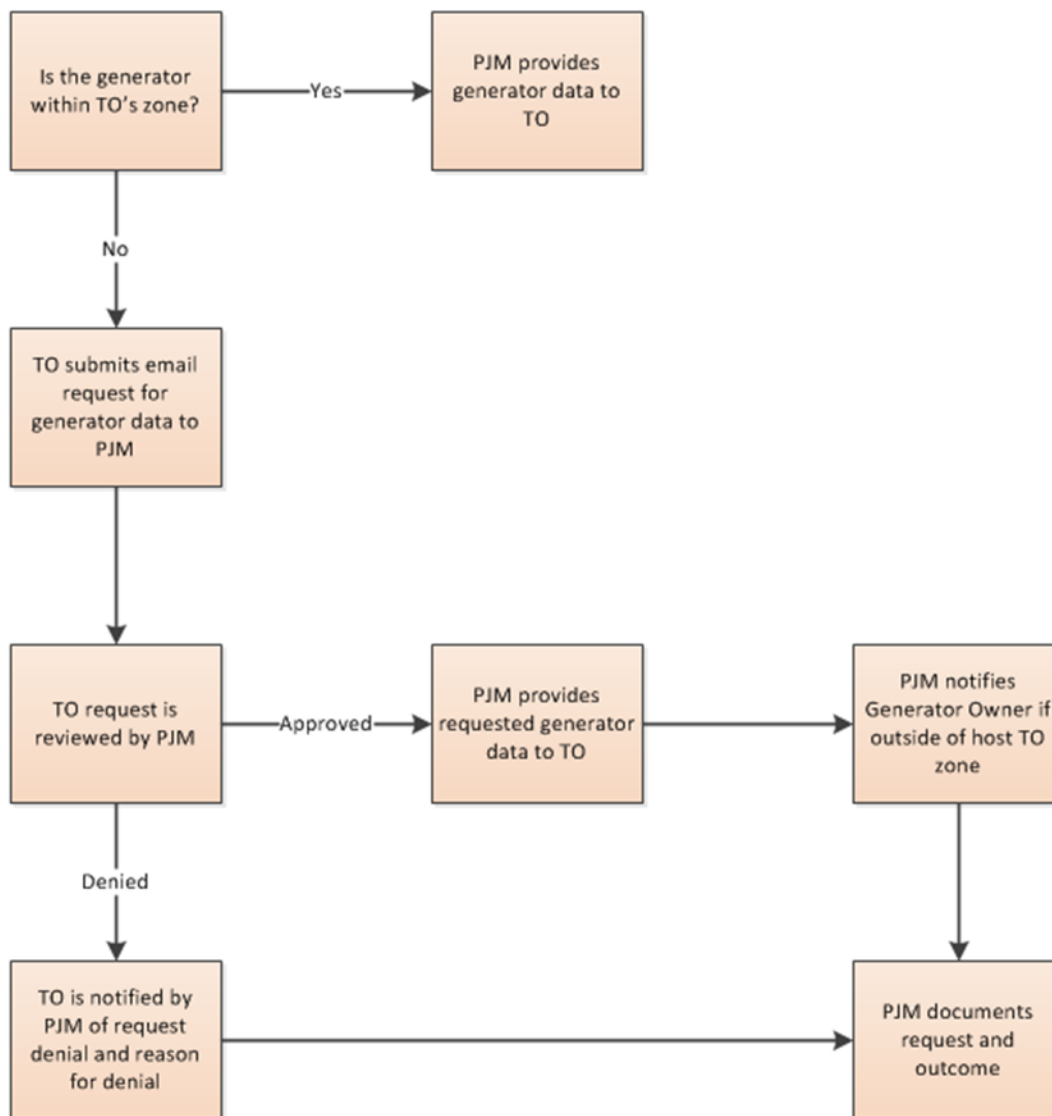 Is the generator
within TO's zone?
Yes
PJM provides
generator data to
TO
No
TO submits email
request for
generator data to
PJM
TO request is
reviewed by PJM
Approved
PJM provides
requested generator
data to TO
PJM notifies
Generator Owner if
outside of host TO
zone
Denied
TO is notified by
PJM of request
denial and reason
for denial
PJM documents
request and
outcome